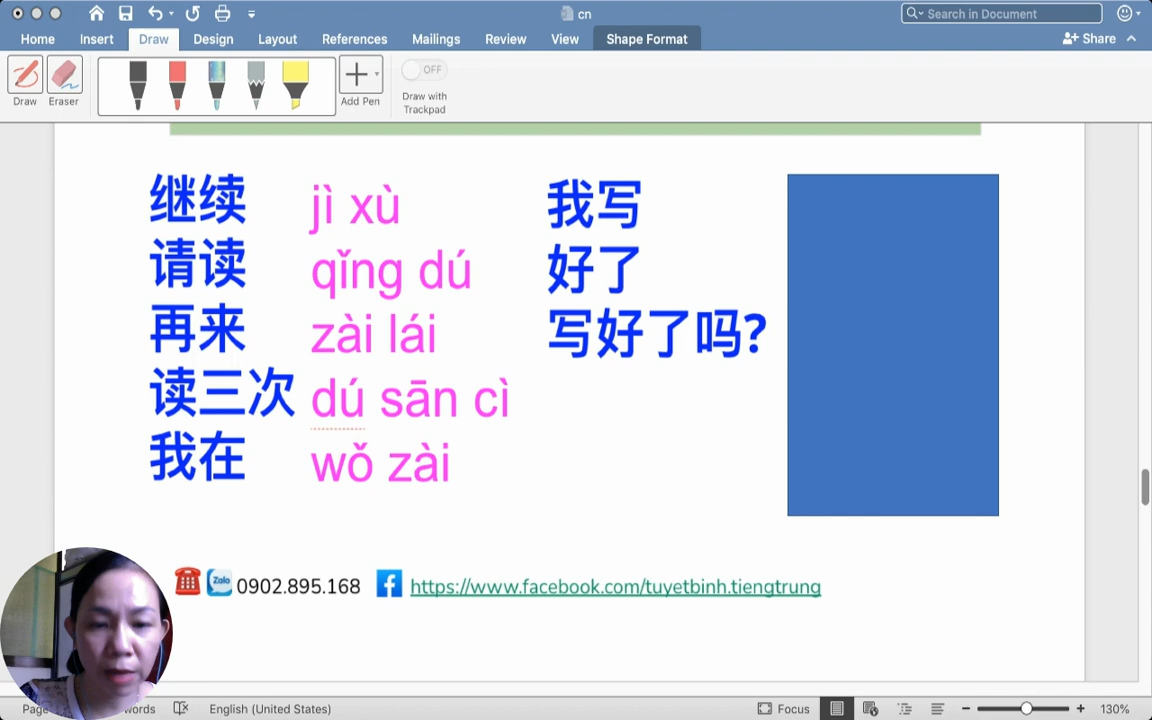 cn
Search in Document
Home Insert Draw Design Layout References Mailings Review View Shape Format
Share
OFF
Draw Eraser Add Pen Draw with
Trackpad
继续 jì xù
请读 qǐng dú
再来 zài lái
读三次 dú sān cì
我在 wǒ zài
我写
好了
写好了吗?
Zalo 0902.895.168 https://www.facebook.com/tuyetbinh.tiengtrung
words English (United States) Focus 130%